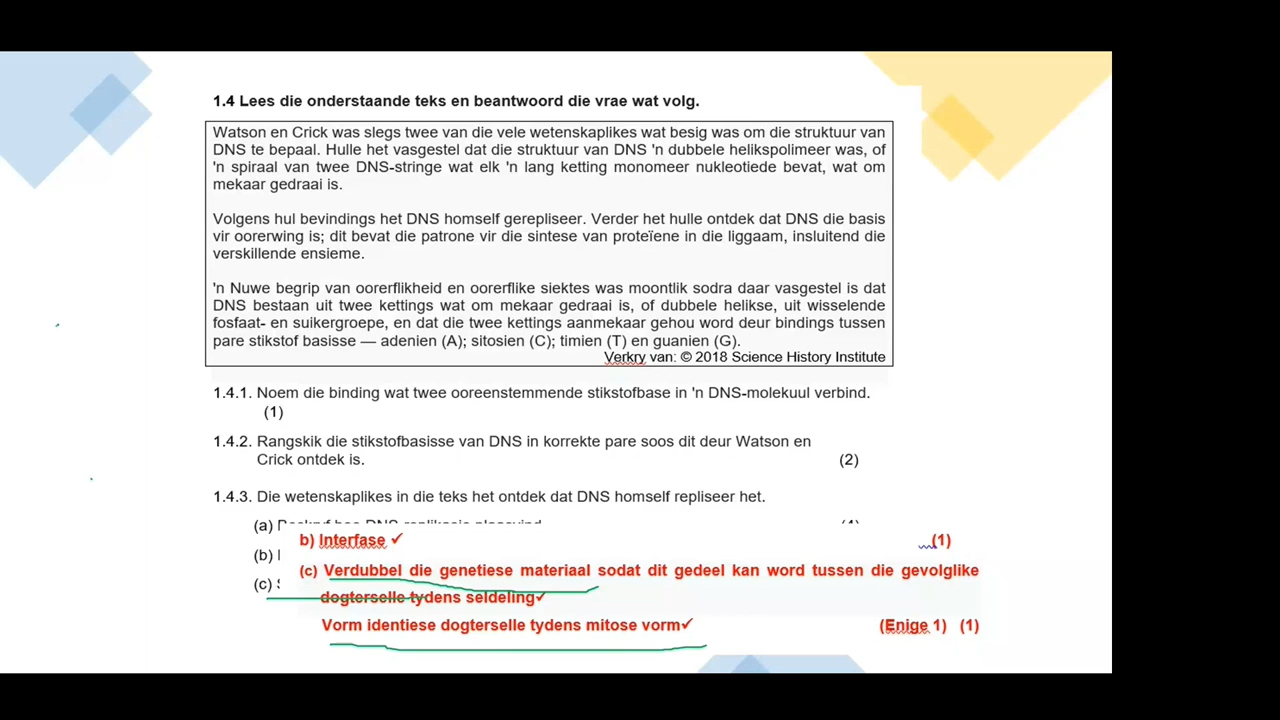 1.4 Lees die onderstaande teks en beantwoord die vrae wat volg.
Watson en Crick was slegs twee van die vele wetenskaplikes wat besig was om die struktuur van
DNS te bepaal. Hulle het vasgestel dat die struktuur van DNS 'n dubbele helikspolimeer was, of
'n spiraal van twee DNS-stringe wat elk 'n lang ketting monomeer nukleotiede bevat, wat om
mekaar gedraai is.
Volgens hul bevindings het DNS homself gerepliseer. Verder het hulle ontdek dat DNS die basis
vir oorerwing is; dit bevat die patrone vir die sintese van proteïene in die liggaam, insluitend die
verskillende ensieme.
'n Nuwe begrip van oorerflikheid en oorerflike siektes was moontlik sodra daar vasgestel is dat
DNS bestaan uit twee kettings wat om mekaar gedraai is, of dubbele helikse, uit wisselende
fosfaat- en suikergroepe, en dat die twee kettings aanmekaar gehou word deur bindings tussen
pare stikstof basisse — adenien (A); sitosien (C); timien (T) en guanien (G).
Verkry van: © 2018 Science History Institute
1.4.1. Noem die binding wat twee ooreenstemmende stikstofbase in 'n DNS-molekuul verbind.
(1)
1.4.2. Rangskik die stikstofbasisse van DNS in korrekte pare soos dit deur Watson en
Crick ontdek is. (2)
1.4.3. Die wetenskaplikes in die teks het ontdek dat DNS homself repliseer het.
(a)
b) Interfase ✓ (1)
(b)
(c) Verdubbel die genetiese materiaal sodat dit gedeel kan word tussen die gevolglike
(c)
dogterselle tydens seldeling✓
Vorm identiese dogterselle tydens mitose vorm✓ (Enige 1) (1)